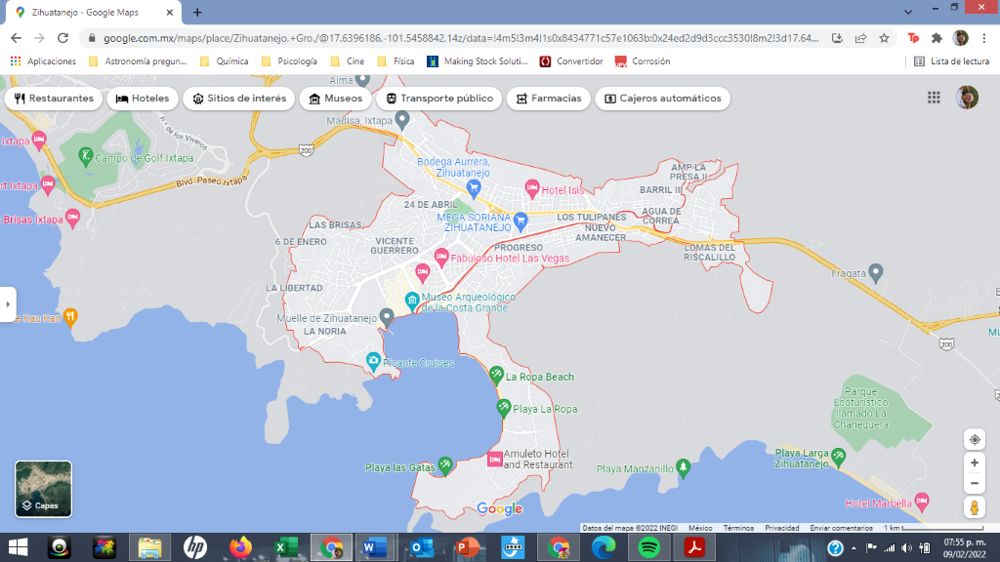 Zihuatanejo - Google Maps
google.com.mx/maps/place/Zihuatanejo,+Gro./@17.6396186,-101.5458842,14z/data=!4m5!3m4!1s0x8434771c57e1063b:0x24ed2d9d3ccc3530!8m2!3d17.64...
Aplicaciones
Astronomía pregun...
Química
Psicología
Cine
Física
Making Stock Soluti...
Convertidor
Corrosión
Lista de lectura
Alma
Restaurantes
Hoteles
Sitios de interés
Museos
Transporte público
Farmacias
Cajeros automáticos
Madisa, Ixtapa
P.º de los Viveros
Ixtapa
200
Campo de Golf Ixtapa
Bodega Aurrera,
Zihuatanejo
AMP LA
PRESA II
Blvd. Paseo Ixtapa
rt Ixtapa
Hotel Isis
BARRIL III
24 DE ABRIL
Brisas Ixtapa
MEGA SORIANA
ZIHUATANEJO
LOS TULIPANES
AGUA DE
CORREA
LAS BRISAS
NUEVO
AMANECER
6 DE ENERO
VICENTE
GUERRERO
PROGRESO
LOMAS DEL
RISCALILLO
Fabuloso Hotel Las Vegas
Fragata
LA LIBERTAD
Museo Arqueológico
de la Costa Grande
Kau Kan
Muelle de Zihuatanejo
LA NORIA
200
Picante Cruises
La Ropa Beach
Playa La Ropa
Parque
Ecoturístico
llamado La
Chaneguera
Amuleto Hotel
and Restaurant
Playa las Gatas
Playa Manzanillo
Playa Larga
Zihuatanejo
Hotel Marbella
Capas
Google
Datos del mapa ©2022 INEGI México Términos Privacidad Enviar comentarios 1 km
07:55 p. m.
09/02/2022